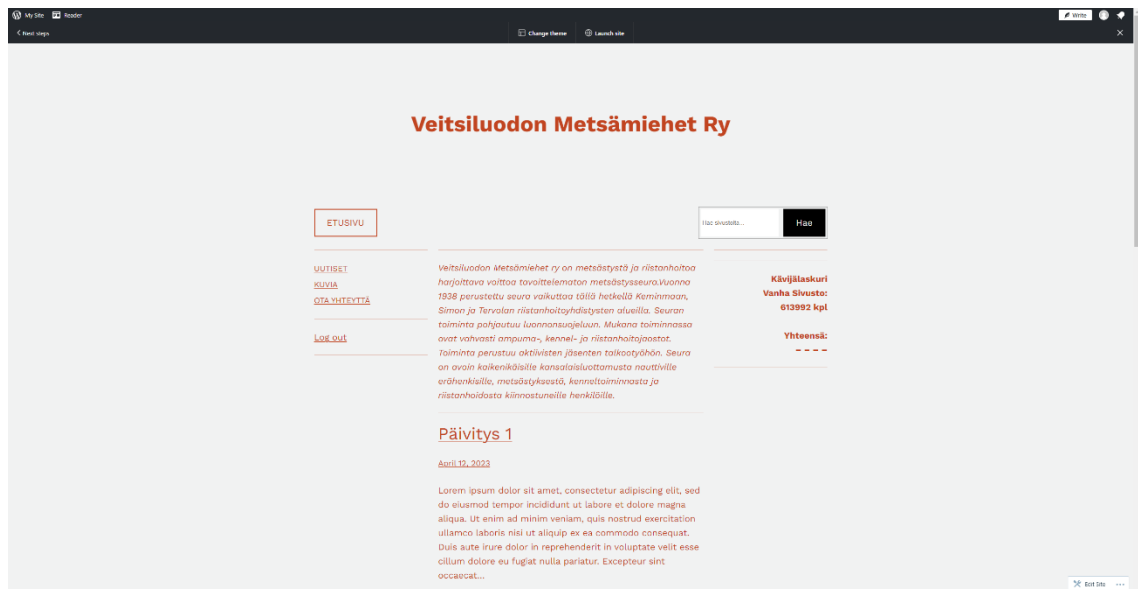 My Site Reader Write
Next steps Change theme Launch site
Veitsiluodon Metsämiehet Ry
ETUSIVU
Hae sivustolta... Hae
UUTISET
KUVIA
OTA YHTEYTTÄ
Log out
Veitsiluodon Metsämiehet ry on metsästystä ja riistanhoitoa
harjoittava voittoa tavoittelematon metsästysseura.Vuonna
1938 perustettu seura vaikuttaa tällä hetkellä Keminmaan,
Simon ja Tervolan riistanhoitoyhdistysten alueilla. Seuran
toiminta pohjautuu luonnonsuojeluun. Mukana toiminnassa
ovat vahvasti ampuma-, kennel- ja riistanhoitojaostot.
Toiminta perustuu aktiivisten jäsenten talkootyöhön. Seura
on avoin kaikenikäisille kansalaisluottamusta nauttiville
erähenkisille, metsästyksestä, kenneltoiminnasta ja
riistanhoidosta kiinnostuneille henkilöille.
Kävijälaskuri
Vanha Sivusto:
613992 kpl
Yhteensä:
– – – –
Päivitys 1
April 12, 2023
Lorem ipsum dolor sit amet, consectetur adipiscing elit, sed
do eiusmod tempor incididunt ut labore et dolore magna
aliqua. Ut enim ad minim veniam, quis nostrud exercitation
ullamco laboris nisi ut aliquip ex ea commodo consequat.
Duis aute irure dolor in reprehenderit in voluptate velit esse
cillum dolore eu fugiat nulla pariatur. Excepteur sint
occaecat...
Edit Site ...